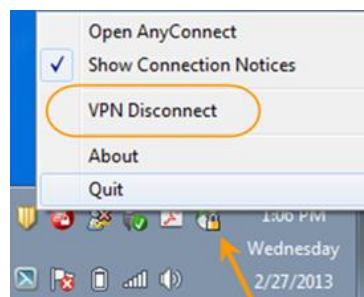 Open AnyConnect
Show Connection Notices
VPN Disconnect
About
Quit
1:06 PM
Wednesday
2/27/2013